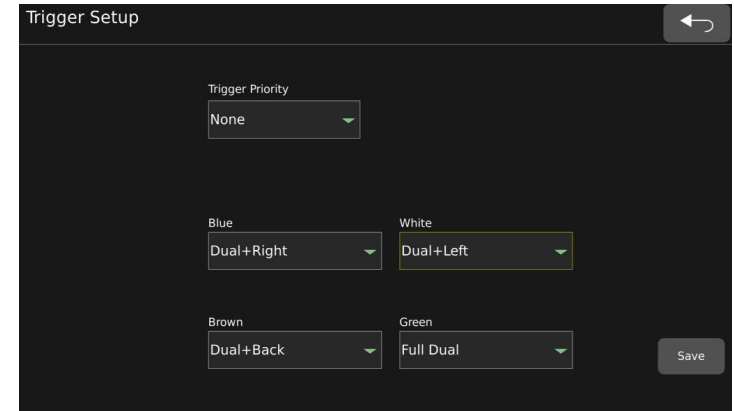 Trigger Setup
Trigger Priority
None
Blue
White
Dual+Right
Dual+Left
Brown
Green
Dual+Back
Full Dual
Save